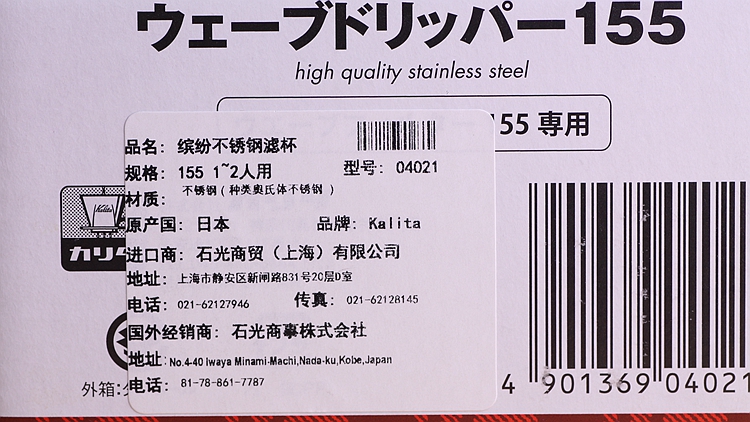 ウェーブドリッパー155
high quality stainless steel
155 専用
品名: 缤纷不锈钢滤杯
规格: 155 1~2人用 型号: 04021
材质: 不锈钢(种类奥氏体不锈钢)
原产国: 日本 品牌: Kalita
进口商: 石光商贸(上海)有限公司
地址: 上海市静安区新闸路831号20层D室
电话: 021-62127946 传真: 021-62128145
国外经销商: 石光商事株式会社
地址: No.4-40 Iwaya Minami-Machi,Nada-ku,Kobe,Japan
电话: 81-78-861-7787
Kalita
カリタ
外箱:
4 901369 04021